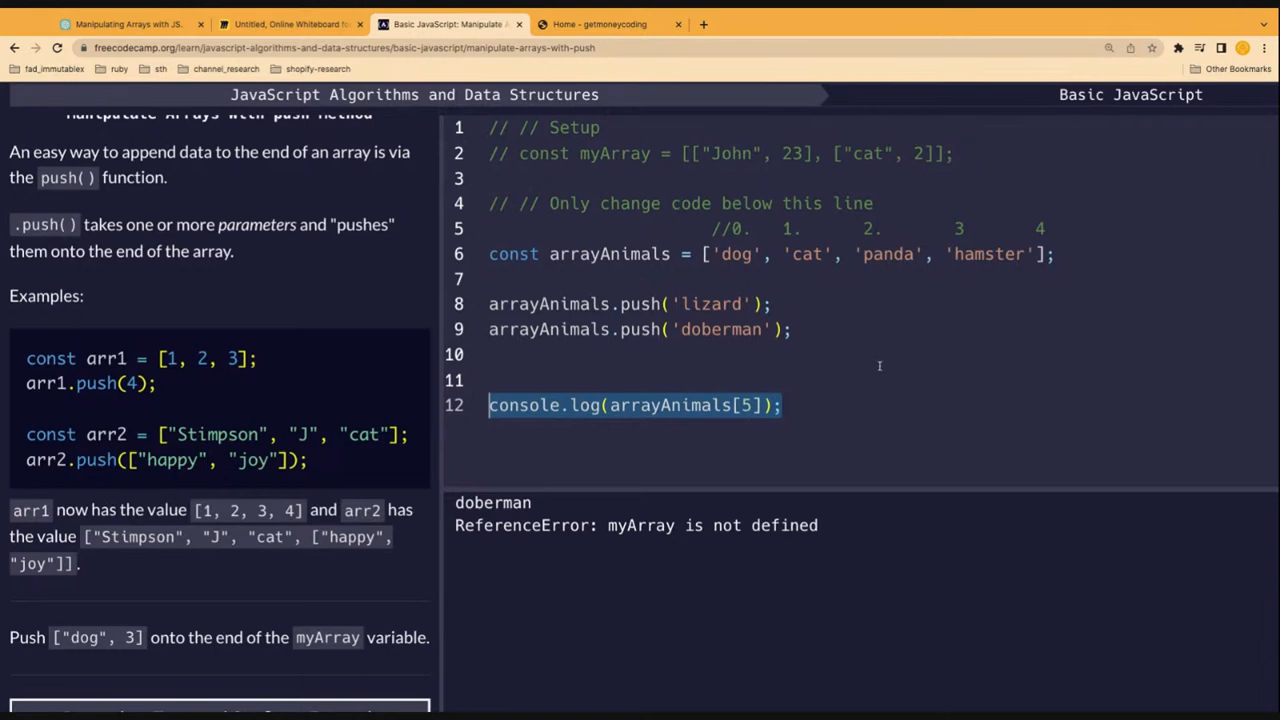 Manipulating Arrays with JS.
Untitled, Online Whiteboard fo
Basic JavaScript: Manipulate A
Home - getmoneycoding
freecodecamp.org/learn/javascript-algorithms-and-data-structures/basic-javascript/manipulate-arrays-with-push
fad_immutablex
ruby
sth
channel_research
shopify-research
Other Bookmarks
JavaScript Algorithms and Data Structures
Basic JavaScript
Manipulate Arrays With push Method
An easy way to append data to the end of an array is via
the push() function.
.push() takes one or more parameters and "pushes"
them onto the end of the array.
Examples:
const arr1 = [1, 2, 3];
arr1.push(4);
const arr2 = ["Stimpson", "J", "cat"];
arr2.push(["happy", "joy"]);
arr1 now has the value [1, 2, 3, 4] and arr2 has
the value ["Stimpson", "J", "cat", ["happy",
"joy"]].
Push ["dog", 3] onto the end of the myArray variable.
1 // // Setup
2 // const myArray = [["John", 23], ["cat", 2]];
3
4 // // Only change code below this line
5 //0. 1. 2. 3 4
6 const arrayAnimals = ['dog', 'cat', 'panda', 'hamster'];
7
8 arrayAnimals.push('lizard');
9 arrayAnimals.push('doberman');
10
11
12 console.log(arrayAnimals[5]);
doberman
ReferenceError: myArray is not defined